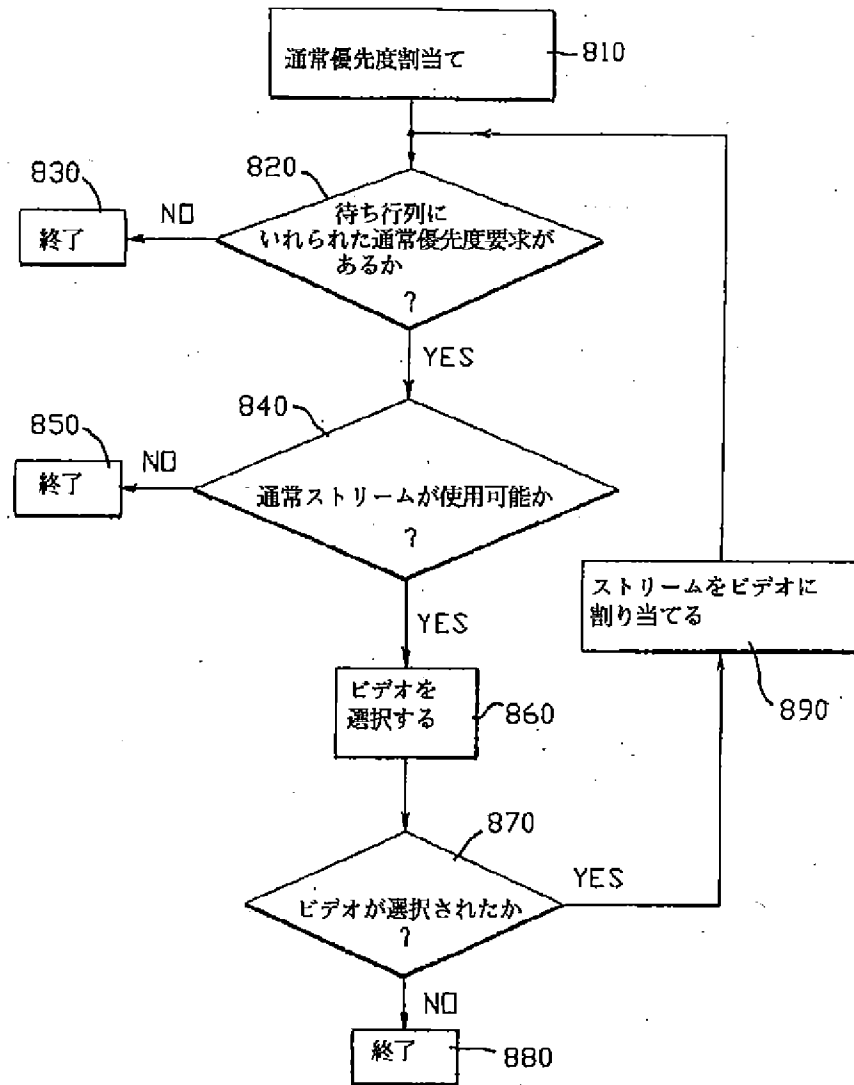 通常優先度割当て
810
820
830
NO
終了
待ち行列に
いれられた通常優先度要求が
あるか
?
YES
840
850
NO
終了
通常ストリームが使用可能か
?
YES
ストリームをビデオに
割り当てる
890
ビデオを
選択する
860
870
YES
ビデオが選択されたか
?
NO
終了
880